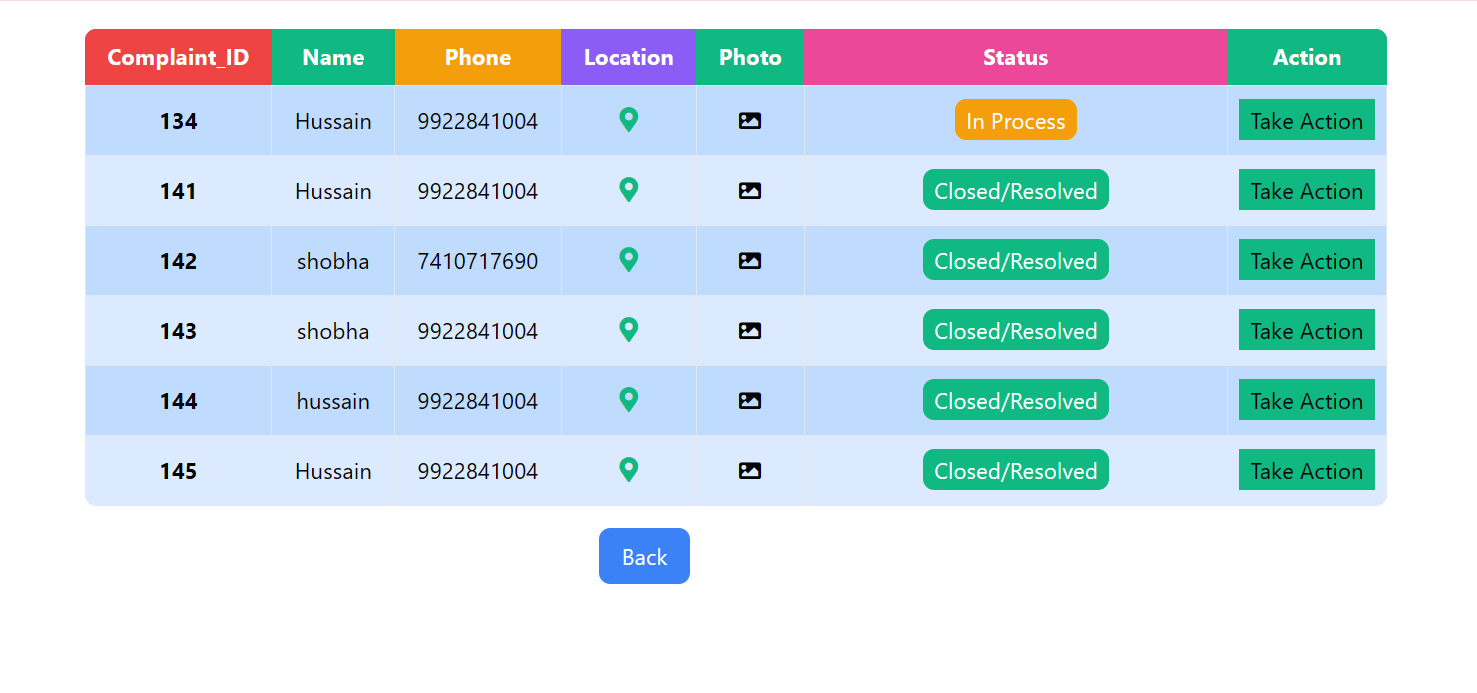 Complaint_ID Name Phone Location Photo Status Action
134 Hussain 9922841004 In Process Take Action
141 Hussain 9922841004 Closed/Resolved Take Action
142 shobha 7410717690 Closed/Resolved Take Action
143 shobha 9922841004 Closed/Resolved Take Action
144 hussain 9922841004 Closed/Resolved Take Action
145 Hussain 9922841004 Closed/Resolved Take Action
Back